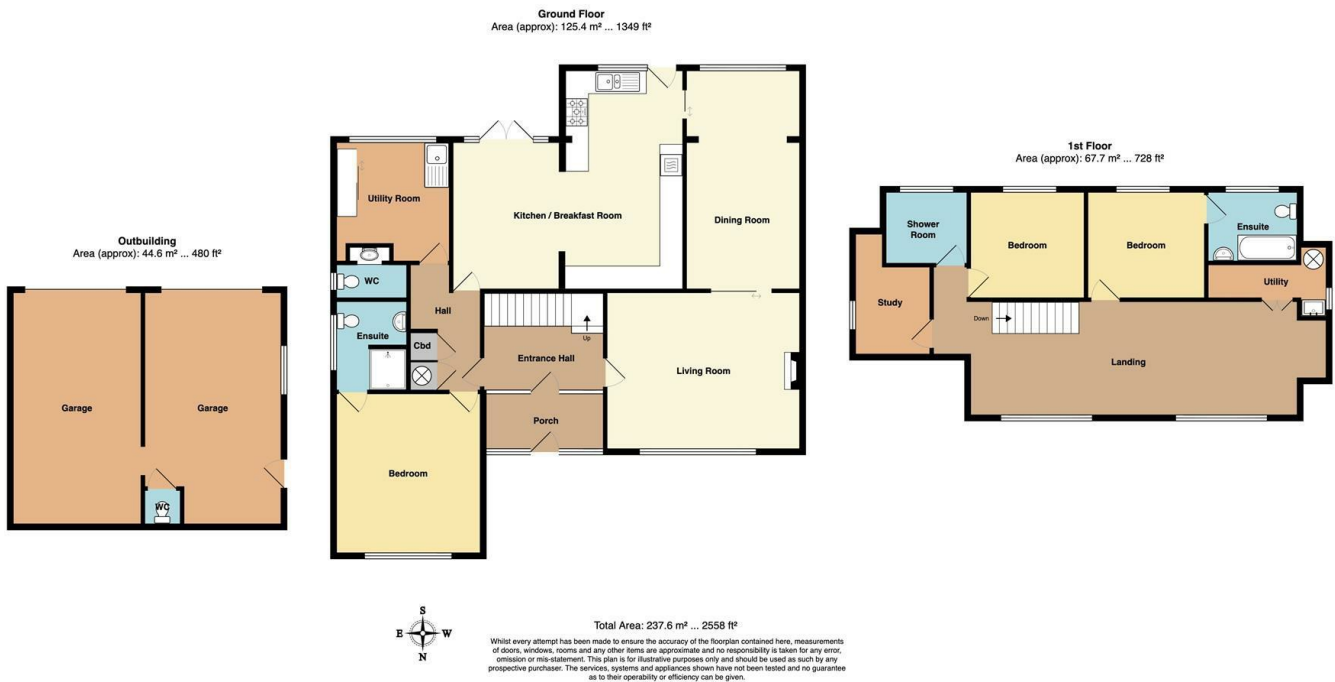 Ground Floor
Area (approx): 125.4 m² ... 1349 ft²
1st Floor
Area (approx): 67.7 m² ... 728 ft²
Outbuilding
Area (approx): 44.6 m² ... 480 ft²
Garage
Garage
WC
Utility Room
Kitchen / Breakfast Room
Dining Room
WC
Hall
Ensuite
Cbd
Up
Entrance Hall
Living Room
Porch
Bedroom
Shower
Room
Bedroom
Bedroom
Ensuite
Utility
Study
Down
Landing
S
E
W
N
Total Area: 237.6 m² ... 2558 ft²
Whilst every attempt has been made to ensure the accuracy of the floorplan contained here, measurements
of doors, windows, rooms and any other items are approximate and no responsibility is taken for any error,
omission or mis-statement. This plan is for illustrative purposes only and should be used as such by any
prospective purchaser. The services, systems and appliances shown have not been tested and no guarantee
as to their operability or efficiency can be given.